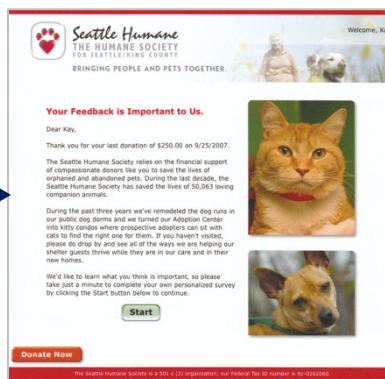 Seattle Humane
THE HUMANE SOCIETY
FOR SEATTLE/KING COUNTY
BRINGING PEOPLE AND PETS TOGETHER.
Welcome,
Your Feedback is Important to Us.
Dear Kay,
Thank you for your last donation of $250.00 on 9/25/2007.
The Seattle Humane Society relies on the financial support
of compassionate donors like you to save the lives of
orphaned and abandoned pets. During the last decade, the
Seattle Humane Society has saved the lives of 50,063 loving
companion animals.
During the past three years we've remodeled the dog runs in
our public dog dorms and we turned our Adoption Center
into kitty condos where prospective adopters can sit with
cats to find the right one for them. If you haven't visited,
please do drop by and see all of the ways we are helping our
shelter guests thrive while they are in our care and in their
new homes.
We'd like to learn what you think is important, so please
take just a minute to complete your own personalized survey
by clicking the Start button below to continue.
Start
Donate Now
The Seattle Humane Society is a 501 c (3) organization; our Federal Tax ID number is 91-0282060.